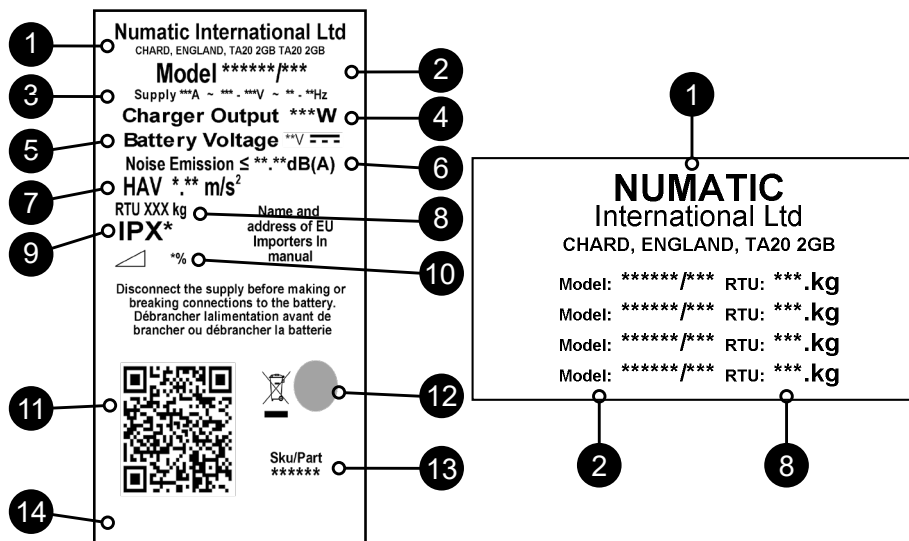 Numatic International Ltd
CHARD, ENGLAND, TA20 2GB TA20 2GB
Model ******/***
Supply ***A ~ *** - ***V ~ ** - **Hz
Charger Output ***W
Battery Voltage **V
Noise Emission ≤ **.**dB(A)
HAV *.** m/s²
RTU XXX kg
Name and
address of EU
Importers In
manual
IPX*
*%
Disconnect the supply before making or
breaking connections to the battery.
Débrancher lalimentation avant de
brancher ou débrancher la batterie
Sku/Part
******
1
2
3
4
5
6
7
8
9
10
11
12
13
14
1
NUMATIC
International Ltd
CHARD, ENGLAND, TA20 2GB
Model: ******/*** RTU: ***.kg
Model: ******/*** RTU: ***.kg
Model: ******/*** RTU: ***.kg
Model: ******/*** RTU: ***.kg
2
8